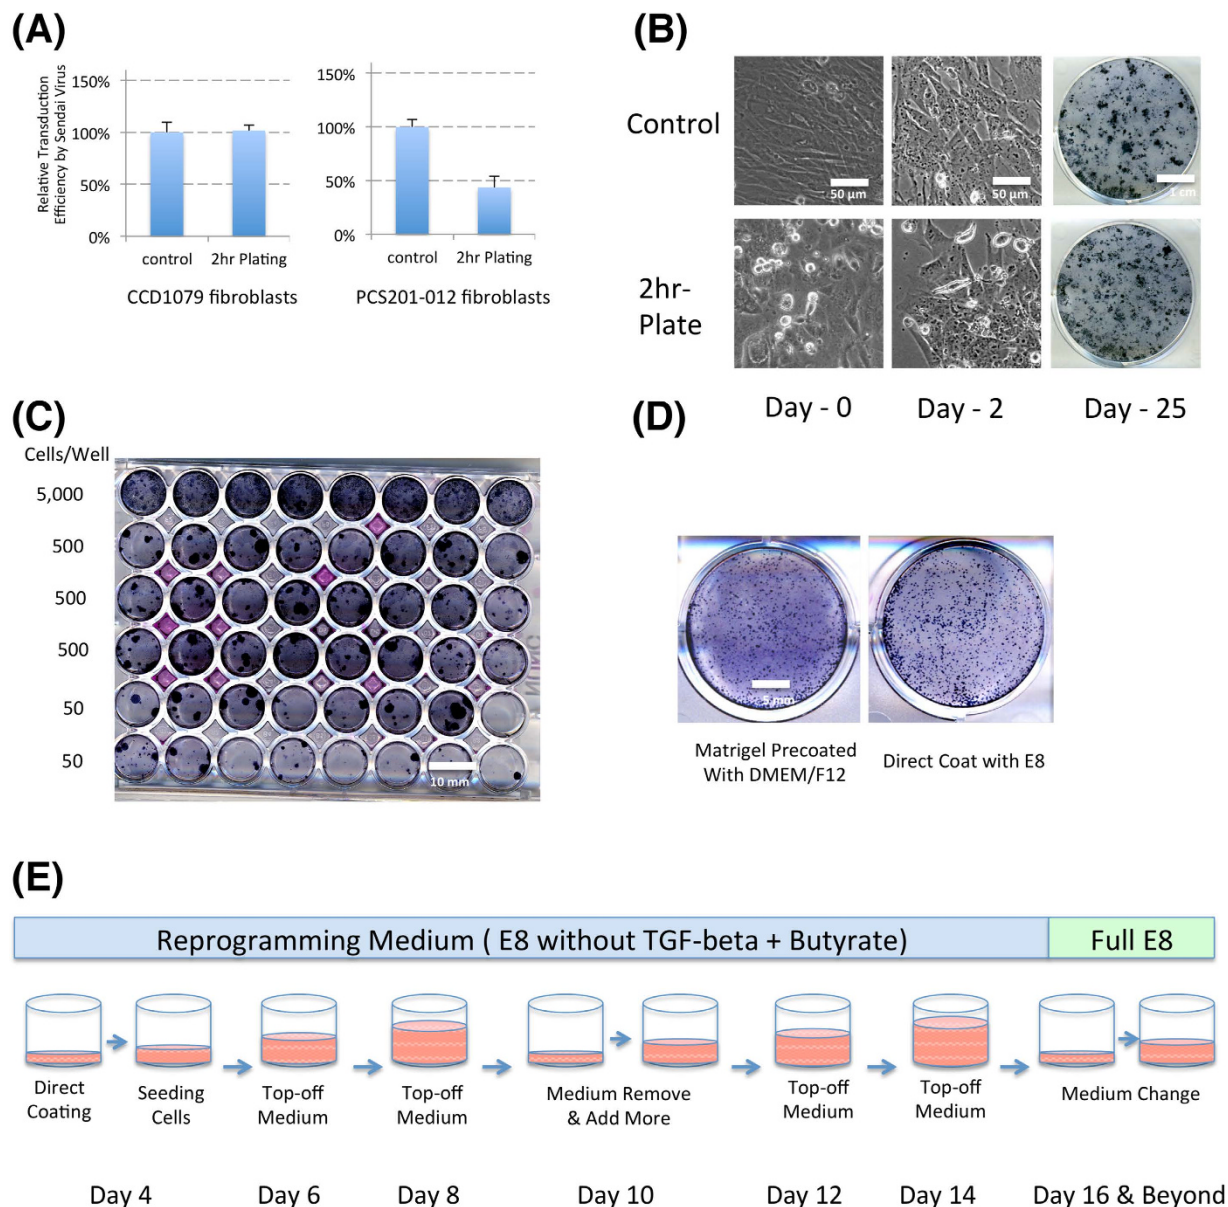 (A)
Relative Transduction
Efficiency by Sendai Virus
150%
100%
50%
0%
control
2hr Plating
CCD1079 fibroblasts
150%
100%
50%
0%
control
2hr Plating
PCS201-012 fibroblasts
(B)
Control
50 µm
50 µm
1 cm
2hr-
Plate
Day - 0
Day - 2
Day - 25
(C)
Cells/Well
5,000
500
500
500
50
50
10 mm
(D)
5 mm
Matrigel Precoated
With DMEM/F12
Direct Coat with E8
(E)
Reprogramming Medium ( E8 without TGF-beta + Butyrate)
Full E8
Direct
Coating
Seeding
Cells
Top-off
Medium
Top-off
Medium
Medium Remove
& Add More
Top-off
Medium
Top-off
Medium
Medium Change
Day 4
Day 6
Day 8
Day 10
Day 12
Day 14
Day 16 & Beyond